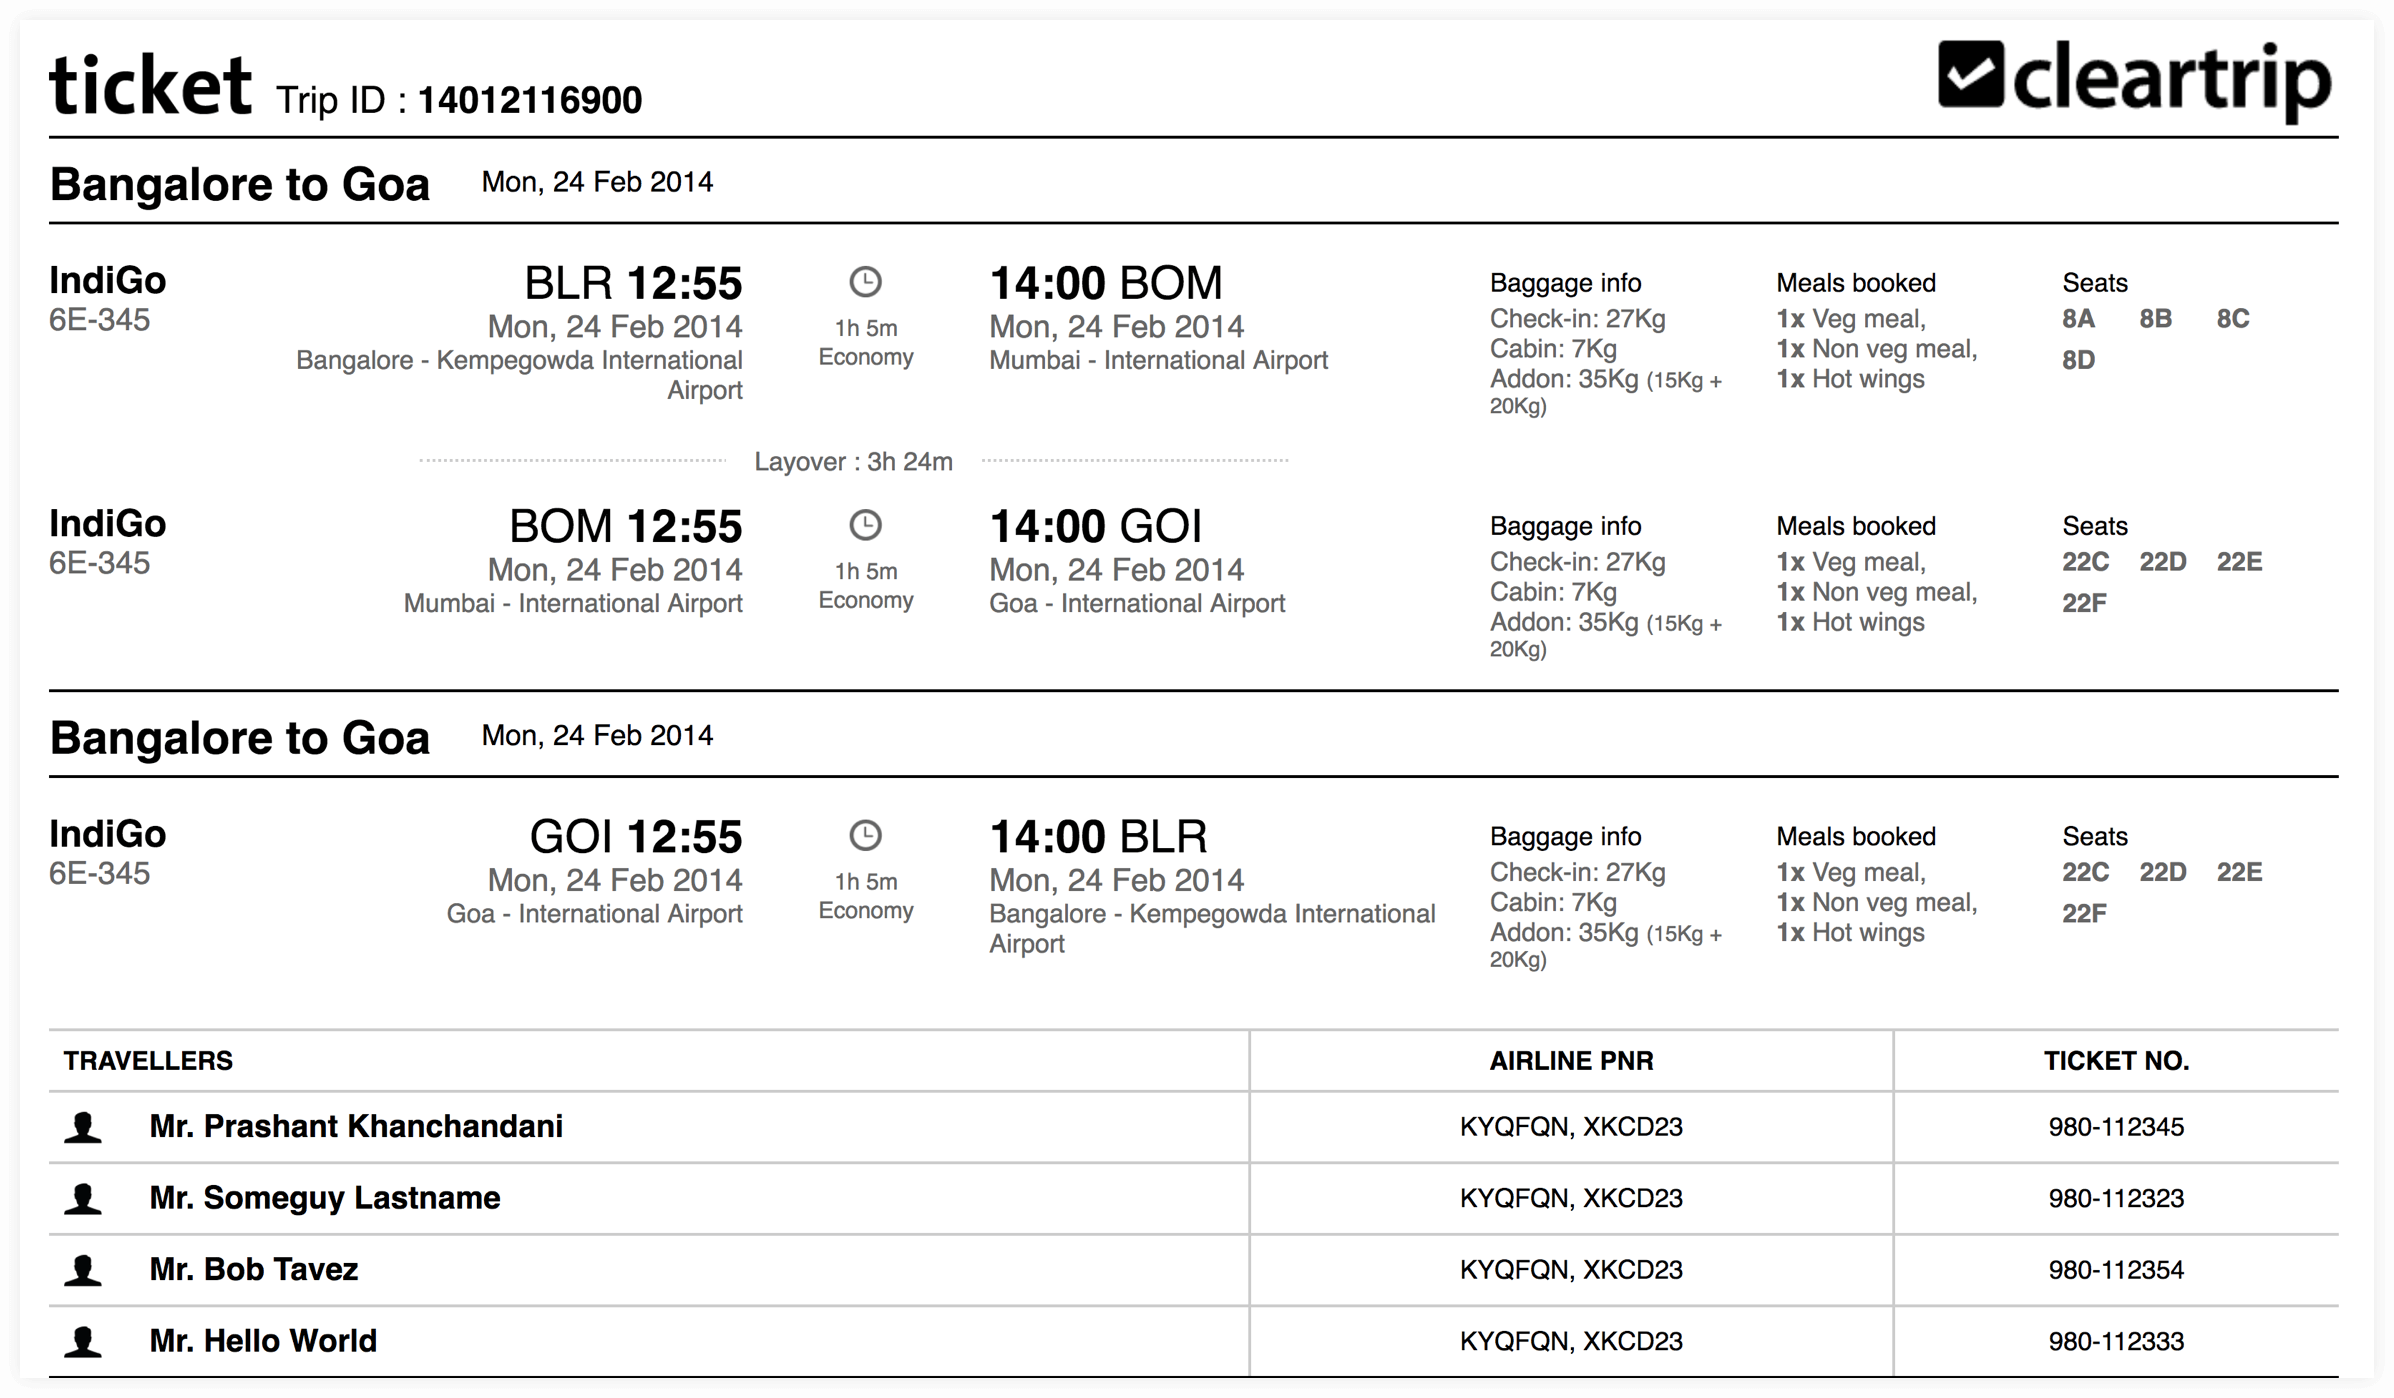 ticket Trip ID : 14012116900 cleartrip
Bangalore to Goa Mon, 24 Feb 2014
IndiGo
6E-345
BLR 12:55
Mon, 24 Feb 2014
Bangalore - Kempegowda International
Airport
1h 5m
Economy
14:00 BOM
Mon, 24 Feb 2014
Mumbai - International Airport
Baggage info
Check-in: 27Kg
Cabin: 7Kg
Addon: 35Kg (15Kg +
20Kg)
Meals booked
1x Veg meal,
1x Non veg meal,
1x Hot wings
Seats
8A 8B 8C
8D
Layover : 3h 24m
IndiGo
6E-345
BOM 12:55
Mon, 24 Feb 2014
Mumbai - International Airport
1h 5m
Economy
14:00 GOI
Mon, 24 Feb 2014
Goa - International Airport
Baggage info
Check-in: 27Kg
Cabin: 7Kg
Addon: 35Kg (15Kg +
20Kg)
Meals booked
1x Veg meal,
1x Non veg meal,
1x Hot wings
Seats
22C 22D 22E
22F
Bangalore to Goa Mon, 24 Feb 2014
IndiGo
6E-345
GOI 12:55
Mon, 24 Feb 2014
Goa - International Airport
1h 5m
Economy
14:00 BLR
Mon, 24 Feb 2014
Bangalore - Kempegowda International
Airport
Baggage info
Check-in: 27Kg
Cabin: 7Kg
Addon: 35Kg (15Kg +
20Kg)
Meals booked
1x Veg meal,
1x Non veg meal,
1x Hot wings
Seats
22C 22D 22E
22F
TRAVELLERS AIRLINE PNR TICKET NO.
Mr. Prashant Khanchandani KYQFQN, XKCD23 980-112345
Mr. Someguy Lastname KYQFQN, XKCD23 980-112323
Mr. Bob Tavez KYQFQN, XKCD23 980-112354
Mr. Hello World KYQFQN, XKCD23 980-112333